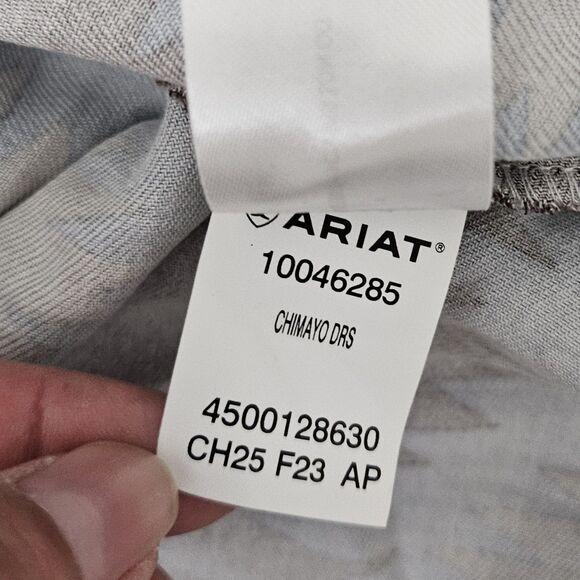 ARIAT®
10046285
CHIMAYO DRS
4500128630
CH25 F23 AP